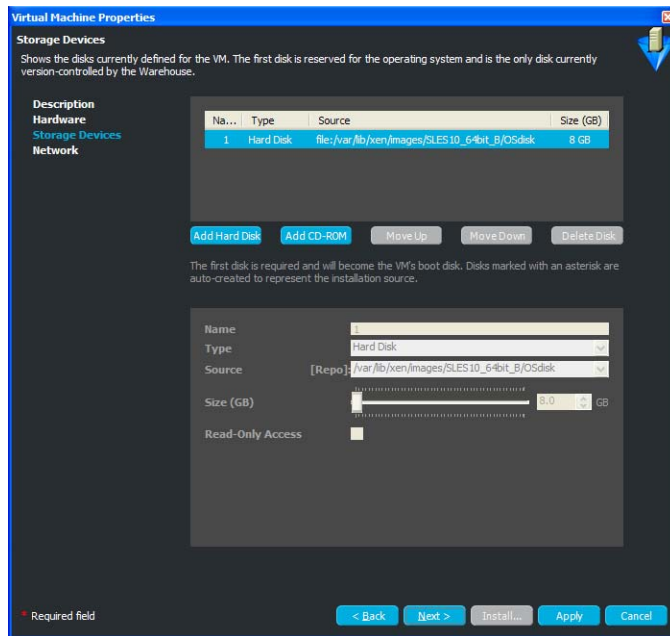 Virtual Machine Properties
Storage Devices
Shows the disks currently defined for the VM. The first disk is reserved for the operating system and is the only disk currently
version-controlled by the Warehouse.
Description
Hardware
Storage Devices
Network
Na... Type Source Size (GB)
1 Hard Disk file:/var/lib/xen/images/SLES10_64bit_B/OSdisk 8 GB
Add Hard Disk Add CD-ROM Move Up Move Down Delete Disk
The first disk is required and will become the VM's boot disk. Disks marked with an asterisk are
auto-created to represent the installation source.
Name 1
Type Hard Disk
Source [Repo]: /var/lib/xen/images/SLES10_64bit_B/OSdisk
Size (GB) 8.0 GB
Read-Only Access
* Required field < Back Next > Install... Apply Cancel